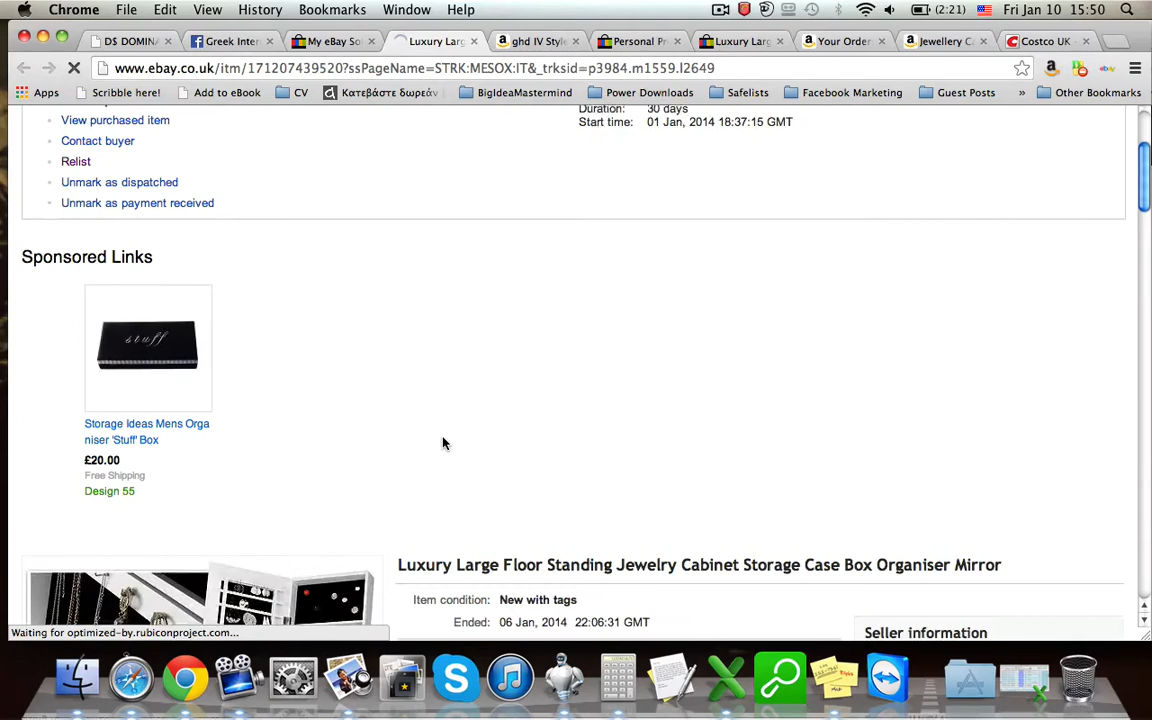 Chrome File Edit View History Bookmarks Window Help (2:21) Fri Jan 10 15:50
D$ DOMINA Greek Inter My eBay So Luxury Larg ghd IV Style Personal Pr Luxury Larg Your Order Jewellery Ca Costco UK -
www.ebay.co.uk/itm/171207439520?ssPageName=STRK:MESOX:IT&_trksid=p3984.m1559.l2649
Apps Scribble here! Add to eBook CV Κατεβάστε δωρεάν BigIdeaMastermind Power Downloads Safelists Facebook Marketing Guest Posts » Other Bookmarks
Duration: 30 days
View purchased item
Start time: 01 Jan, 2014 18:37:15 GMT
Contact buyer
Relist
Unmark as dispatched
Unmark as payment received
Sponsored Links
stuff
Storage Ideas Mens Orga
niser 'Stuff' Box
£20.00
Free Shipping
Design 55
Luxury Large Floor Standing Jewelry Cabinet Storage Case Box Organiser Mirror
Item condition: New with tags
Ended: 06 Jan, 2014 22:06:31 GMT
Seller information
Waiting for optimized-by.rubiconproject.com...